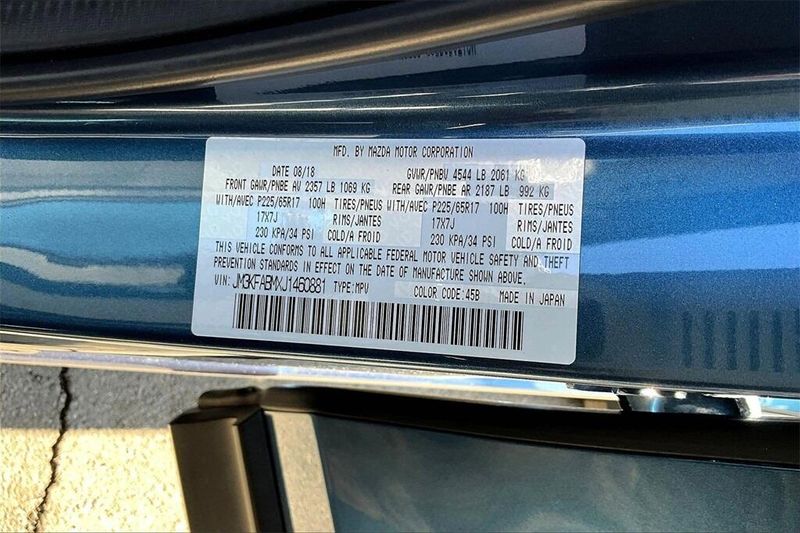 MFD. BY MAZDA MOTOR CORPORATION
DATE 08/18 GVWR/PNBV 4544 LB 2061 KG
FRONT GAWR/PNBE AV 2357 LB 1069 KG REAR GAWR/PNBE AR 2187 LB 992 KG
WITH/AVEC P225/65R17 100H TIRES/PNEUS WITH/AVEC P225/65R17 100H TIRES/PNEUS
17X7J RIMS/JANTES 17X7J RIMS/JANTES
230 KPA/34 PSI COLD/A FROID 230 KPA/34 PSI COLD/A FROID
THIS VEHICLE CONFORMS TO ALL APPLICABLE FEDERAL MOTOR VEHICLE SAFETY AND THEFT
PREVENTION STANDARDS IN EFFECT ON THE DATE OF MANUFACTURE SHOWN ABOVE.
VIN: JM3KFABMXJ1460881 TYPE:MPV COLOR CODE:45B MADE IN JAPAN